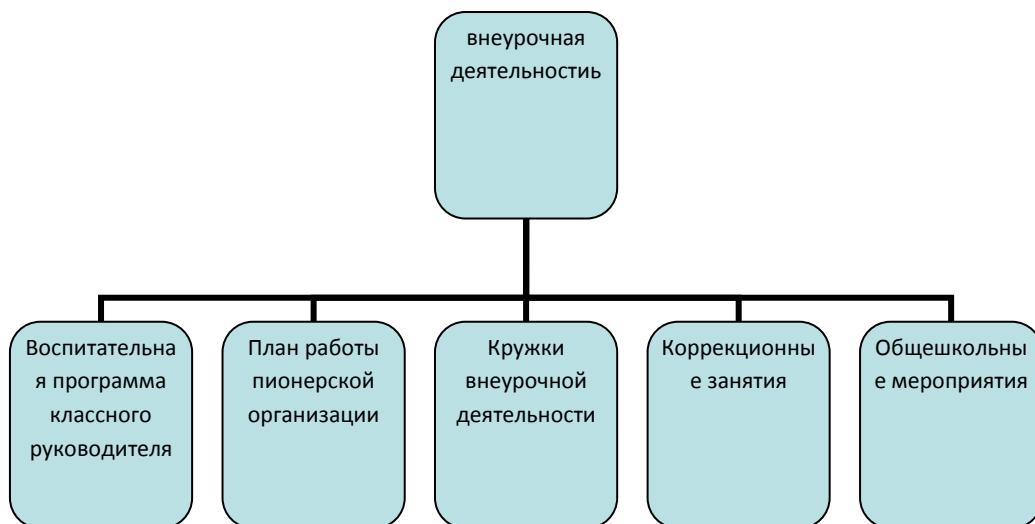 внеурочная
деятельностиь
Воспитательна
я программа
классного
руководителя
План работы
пионерской
организации
Кружки
внеурочной
деятельности
Коррекционны
е занятия
Общешкольны
е мероприятия